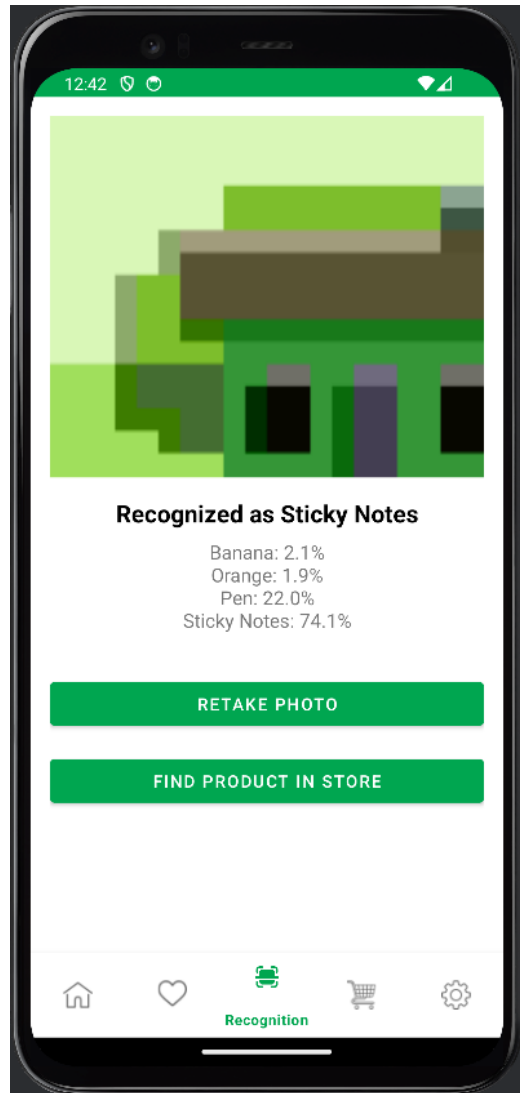 12:42
Recognized as Sticky Notes
Banana: 2.1%
Orange: 1.9%
Pen: 22.0%
Sticky Notes: 74.1%
RETAKE PHOTO
FIND PRODUCT IN STORE
Recognition